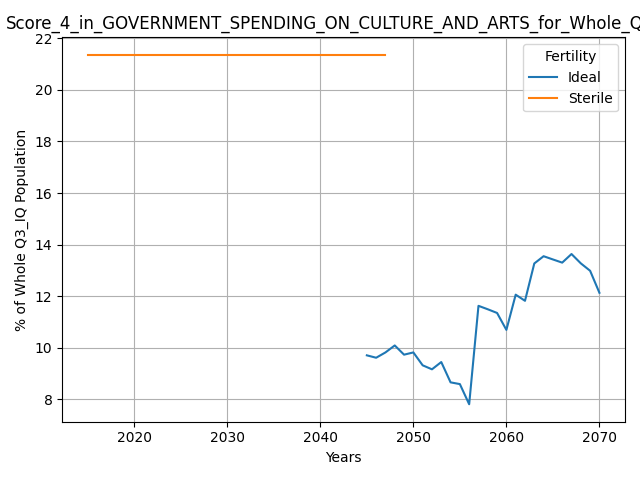 Score_4_in_GOVERNMENT_SPENDING_ON_CULTURE_AND_ARTS_for_Whole_Q
22
20
18
16
14
12
10
8
% of Whole Q3_IQ Population
Fertility
Ideal
Sterile
2020 2030 2040 2050 2060 2070
Years